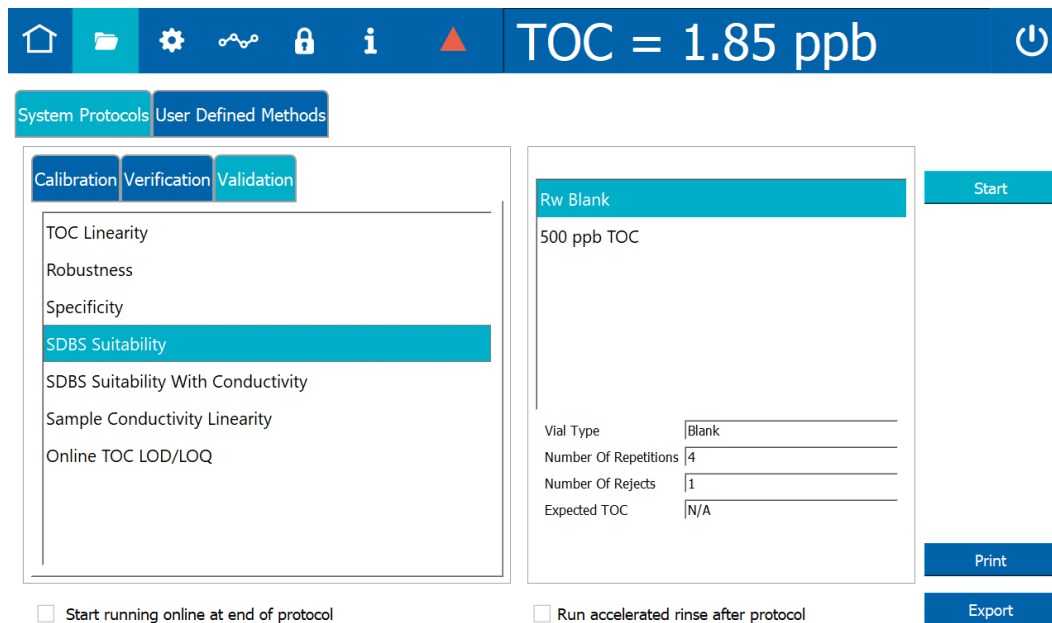 TOC = 1.85 ppb
System Protocols
User Defined Methods
Calibration
Verification
Validation
TOC Linearity
Robustness
Specificity
SDBS Suitability
SDBS Suitability With Conductivity
Sample Conductivity Linearity
Online TOC LOD/LOQ
Rw Blank
500 ppb TOC
Vial Type Blank
Number Of Repetitions 4
Number Of Rejects 1
Expected TOC N/A
Start
Print
Export
Start running online at end of protocol
Run accelerated rinse after protocol